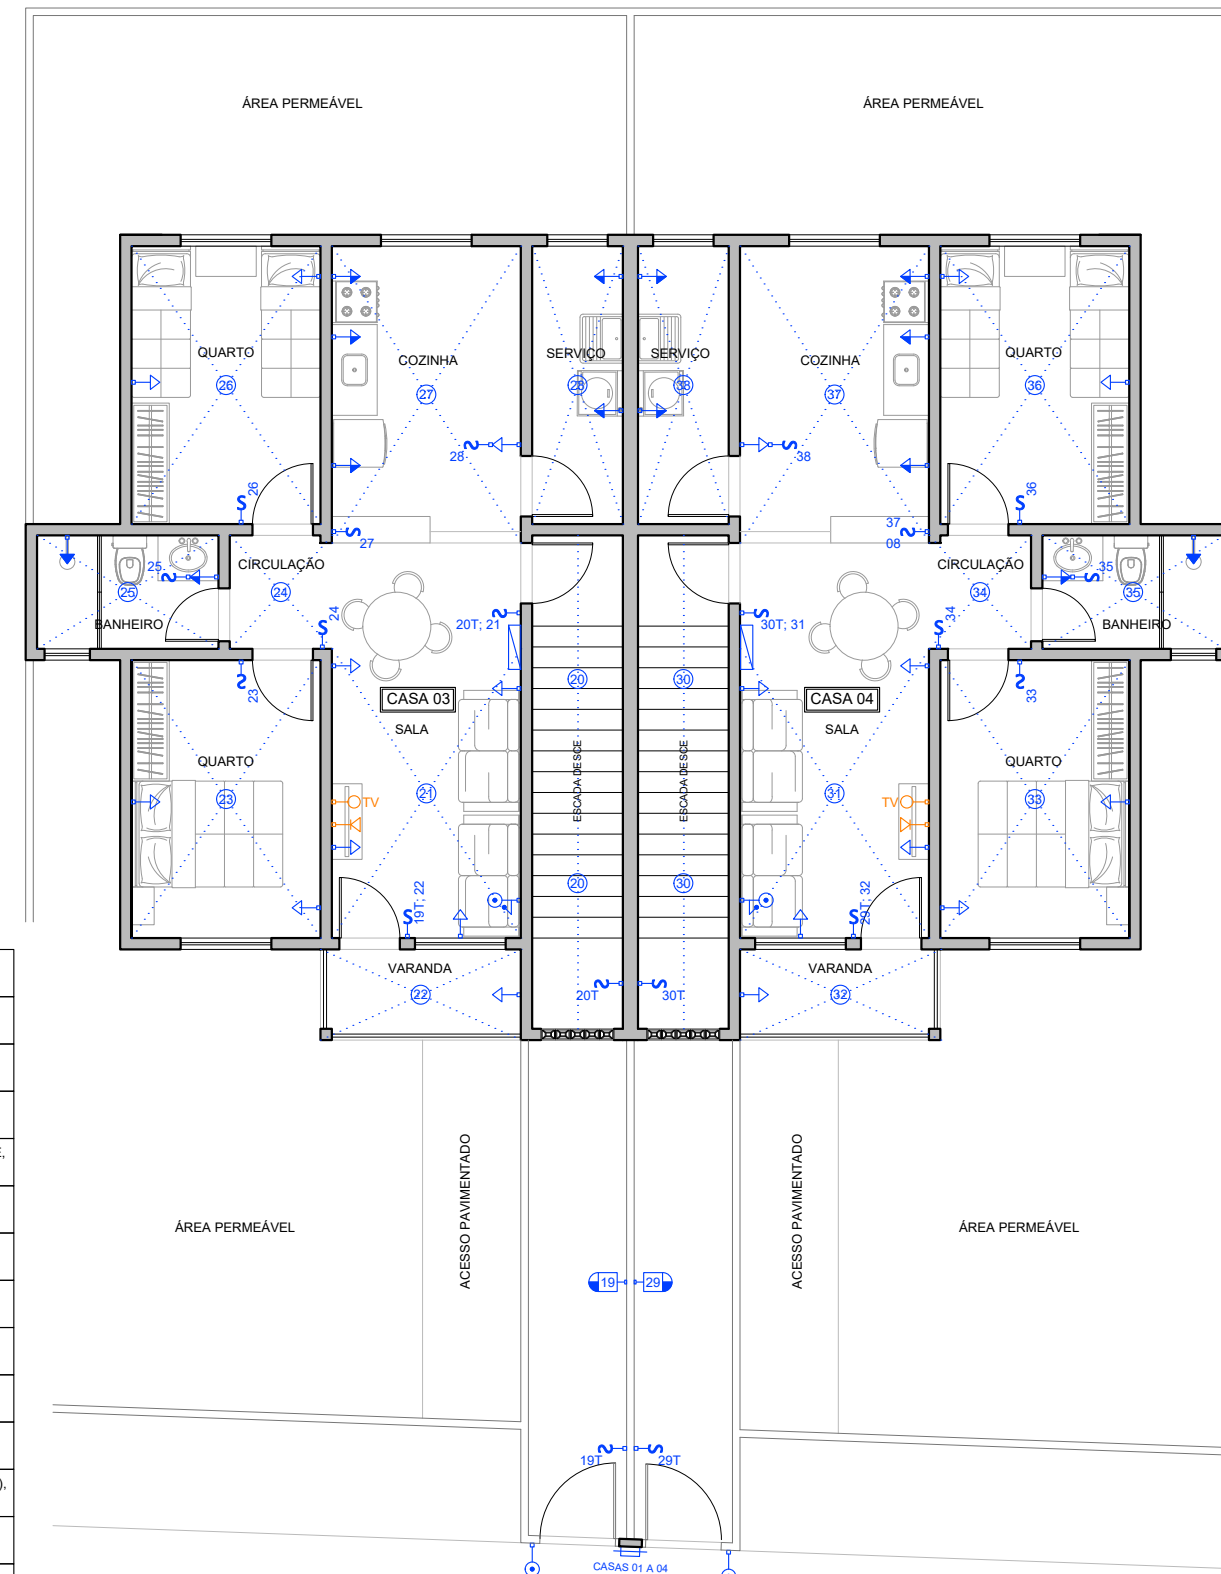 ÁREA PERMEÁVEL
ÁREA PERMEÁVEL
QUARTO
26
COZINHA
27
SERVIÇO
28
SERVIÇO
38
COZINHA
37
QUARTO
36
28
38
26
36
27
37
08
25
25
BANHEIRO
CIRCULAÇÃO
24
24
20T; 21
30T; 31
CIRCULAÇÃO
34
34
35
35
BANHEIRO
23
33
20
30
CASA 03
SALA
CASA 04
SALA
QUARTO
23
QUARTO
33
ESCADA DESCE
ESCADA DESCE
21
31
TV
TV
20
30
19T; 22
29T; 32
VARANDA
22
VARANDA
32
20T
30T
ACESSO PAVIMENTADO
ACESSO PAVIMENTADO
ÁREA PERMEÁVEL
ÁREA PERMEÁVEL
19
29
19T
29T
CASAS 01 A 04